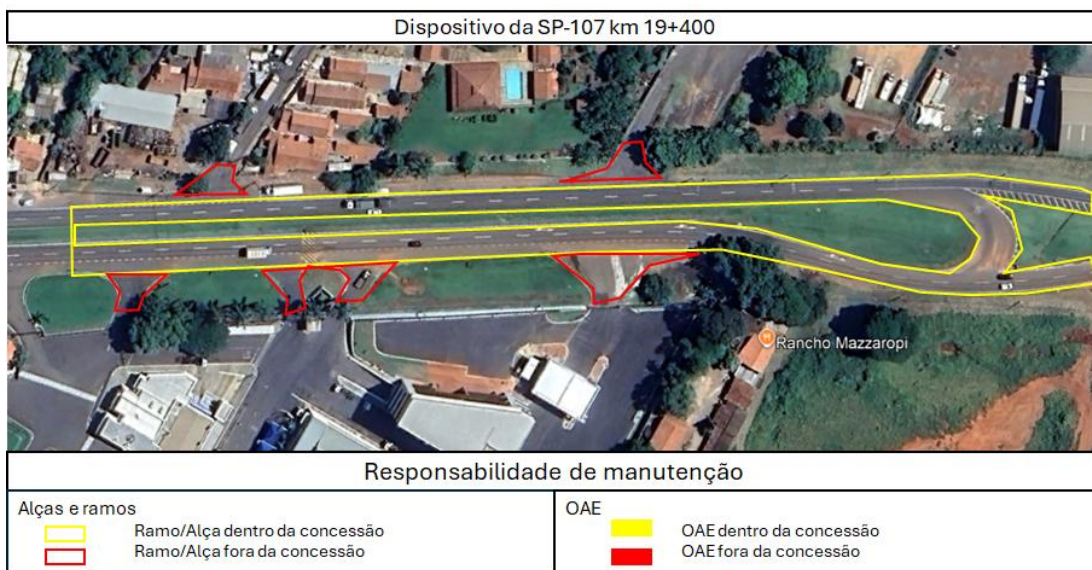 Dispositivo da SP-107 km 19+400
Rancho Mazzaropi
Responsabilidade de manutenção
Alças e ramos
Ramo/Alça dentro da concessão
Ramo/Alça fora da concessão
OAE
OAE dentro da concessão
OAE fora da concessão